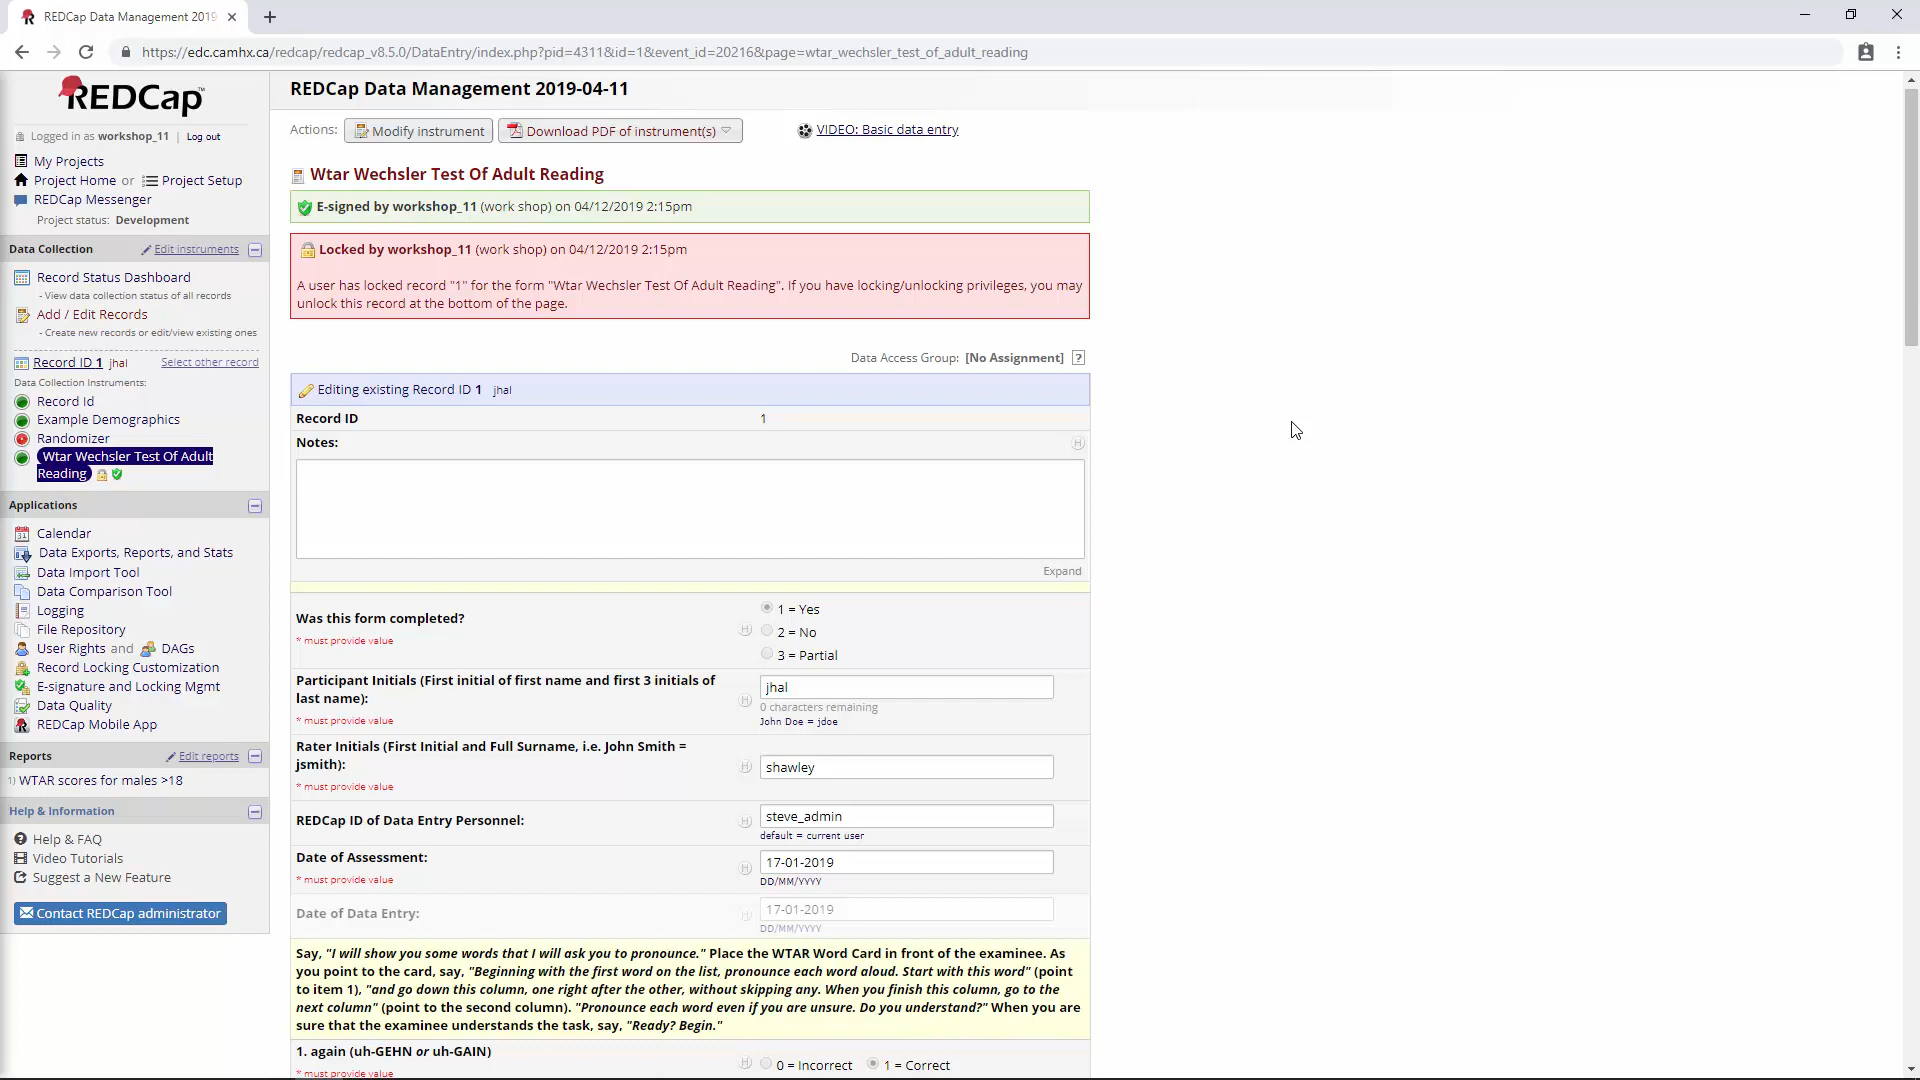 REDCap Data Management 2019
https://edc.camhx.ca/redcap/redcap_v8.5.0/DataEntry/index.php?pid=4311&id=1&event_id=20216&page=wtar_wechsler_test_of_adult_reading
REDCap™
Logged in as workshop_11 | Log out
My Projects
Project Home or Project Setup
REDCap Messenger
Project status: Development
Data Collection Edit instruments
Record Status Dashboard
- View data collection status of all records
Add / Edit Records
- Create new records or edit/view existing ones
Record ID 1 jhal Select other record
Data Collection Instruments:
Record Id
Example Demographics
Randomizer
Wtar Wechsler Test Of Adult
Reading
Applications
Calendar
Data Exports, Reports, and Stats
Data Import Tool
Data Comparison Tool
Logging
File Repository
User Rights and DAGs
Record Locking Customization
E-signature and Locking Mgmt
Data Quality
REDCap Mobile App
Reports Edit reports
1) WTAR scores for males >18
Help & Information
Help & FAQ
Video Tutorials
Suggest a New Feature
Contact REDCap administrator
REDCap Data Management 2019-04-11
Actions: Modify instrument Download PDF of instrument(s) VIDEO: Basic data entry
Wtar Wechsler Test Of Adult Reading
E-signed by workshop_11 (work shop) on 04/12/2019 2:15pm
Locked by workshop_11 (work shop) on 04/12/2019 2:15pm
A user has locked record "1" for the form "Wtar Wechsler Test Of Adult Reading". If you have locking/unlocking privileges, you may
unlock this record at the bottom of the page.
Data Access Group: [No Assignment] ?
Editing existing Record ID 1 jhal
Record ID 1
Notes: H
Expand
Was this form completed?
* must provide value
H
1 = Yes
2 = No
3 = Partial
Participant Initials (First initial of first name and first 3 initials of
last name):
* must provide value
H
jhal
0 characters remaining
John Doe = jdoe
Rater Initials (First Initial and Full Surname, i.e. John Smith =
jsmith):
* must provide value
H
shawley
REDCap ID of Data Entry Personnel:
H
steve_admin
default = current user
Date of Assessment:
* must provide value
H
17-01-2019
DD/MM/YYYY
Date of Data Entry:
H
17-01-2019
DD/MM/YYYY
Say, "I will show you some words that I will ask you to pronounce." Place the WTAR Word Card in front of the examinee. As
you point to the card, say, "Beginning with the first word on the list, pronounce each word aloud. Start with this word" (point
to item 1), "and go down this column, one right after the other, without skipping any. When you finish this column, go to the
next column" (point to the second column). "Pronounce each word even if you are unsure. Do you understand?" When you are
sure that the examinee understands the task, say, "Ready? Begin."
1. again (uh-GEHN or uh-GAIN)
* must provide value
H
0 = Incorrect 1 = Correct